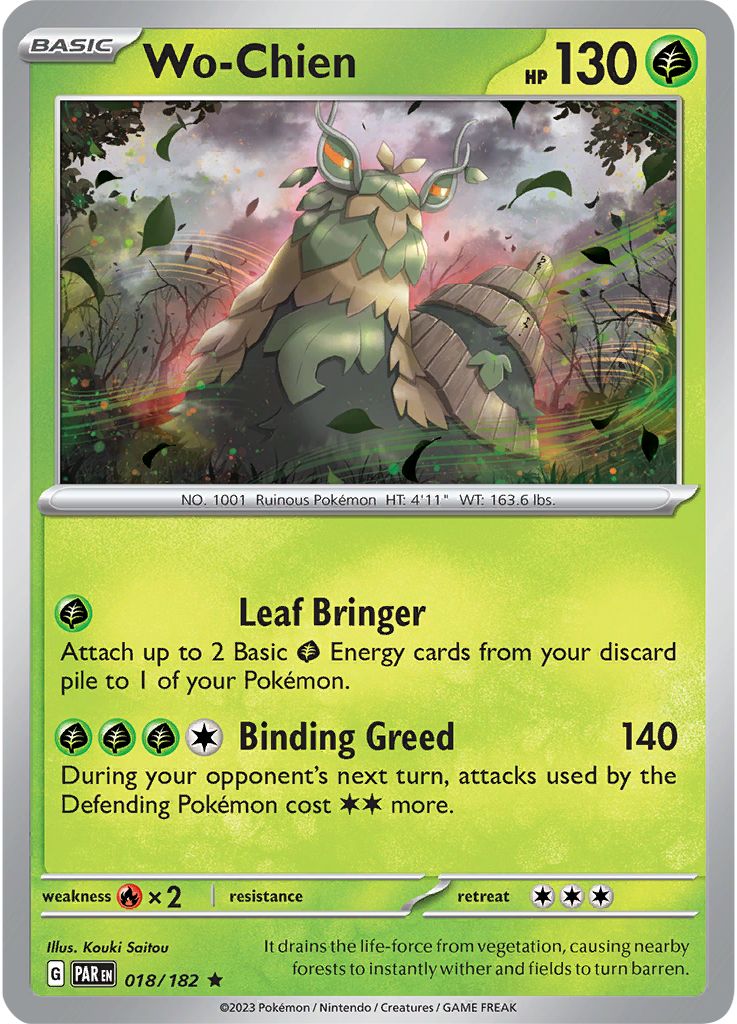 BASIC Wo-Chien HP 130
NO. 1001 Ruinous Pokémon HT: 4'11" WT: 163.6 lbs.
Leaf Bringer
Attach up to 2 Basic Energy cards from your discard
pile to 1 of your Pokémon.
Binding Greed 140
During your opponent's next turn, attacks used by the
Defending Pokémon cost more.
weakness ×2 resistance retreat
Illus. Kouki Saitou
It drains the life-force from vegetation, causing nearby
forests to instantly wither and fields to turn barren.
G PAR EN 018/182 ★
©2023 Pokémon / Nintendo / Creatures / GAME FREAK